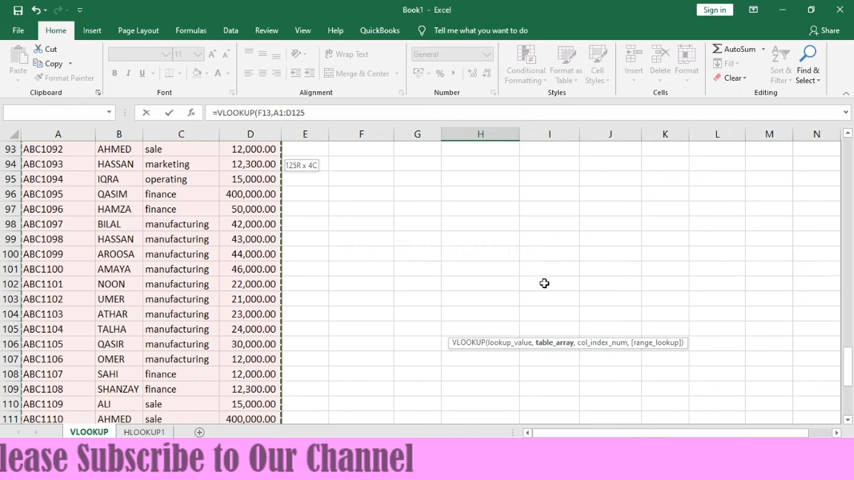 Book1 - Excel
Sign in
File Home Insert Page Layout Formulas Data Review View Help QuickBooks Tell me what you want to do Share
Paste Cut Copy Format Painter Clipboard
11 A A B I U A Font
Wrap Text Merge & Center Alignment
General % , Number
Conditional Formatting Format as Table Cell Styles Styles
Insert Delete Format Cells
AutoSum Fill Clear Find & Select Editing
=VLOOKUP(F13,A1:D125
A B C D E F G H I J K L M N
93 ABC1092 AHMED sale 12,000.00
94 ABC1093 HASSAN marketing 12,300.00 125R x 4C
95 ABC1094 IQRA operating 15,000.00
96 ABC1095 QASIM finance 400,000.00
97 ABC1096 HAMZA finance 50,000.00
98 ABC1097 BILAL manufacturing 42,000.00
99 ABC1098 HASSAN manufacturing 43,000.00
100 ABC1099 AROOSA manufacturing 44,000.00
101 ABC1100 AMAYA manufacturing 46,000.00
102 ABC1101 NOON manufacturing 22,000.00
103 ABC1102 UMER manufacturing 21,000.00
104 ABC1103 ATHAR manufacturing 23,000.00
105 ABC1104 TALHA manufacturing 24,000.00
106 ABC1105 QASIR manufacturing 30,000.00 VLOOKUP(lookup_value, table_array, col_index_num, [range_lookup])
107 ABC1106 OMER manufacturing 12,000.00
108 ABC1107 SAHI finance 12,000.00
109 ABC1108 SHANZAY finance 12,300.00
110 ABC1109 ALI sale 15,000.00
111 ABC1110 AHMED sale 400,000.00
VLOOKUP HLOOKUP1
lease Subscribe to Our Channel